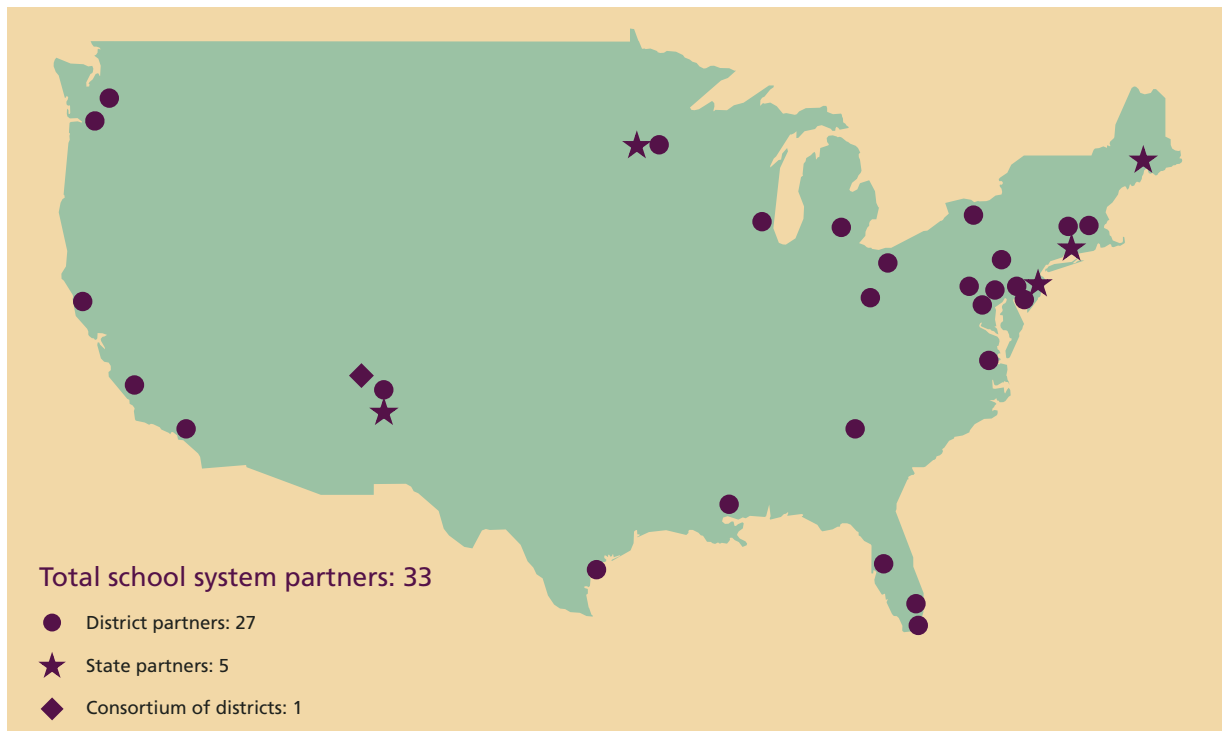 Total school system partners: 33
District partners: 27
State partners: 5
Consortium of districts: 1